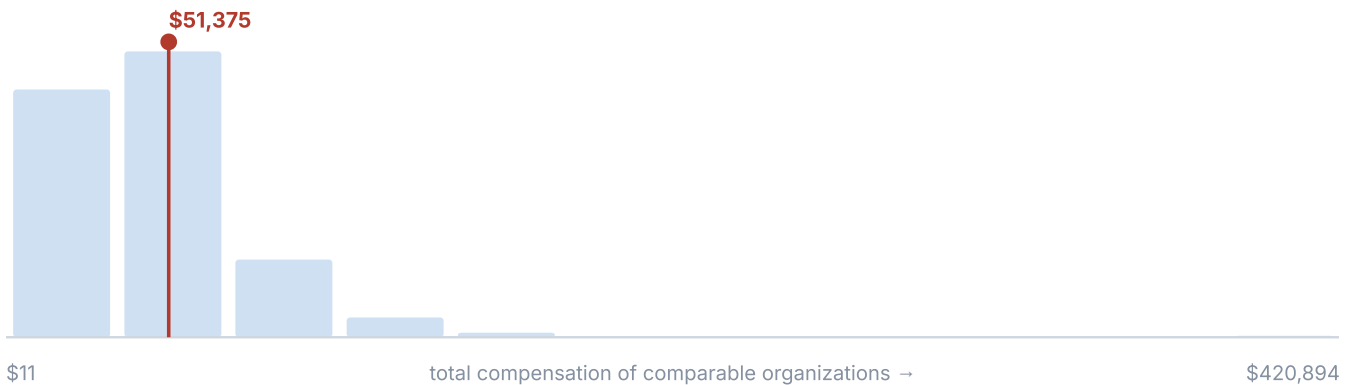 $51,375
$11
total compensation of comparable organizations →
$420,894